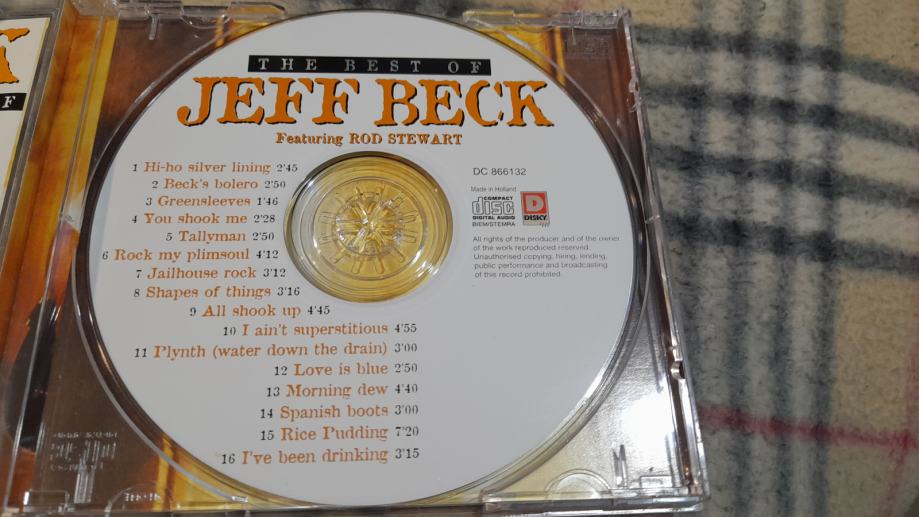 THE BEST OF
JEFF BECK
Featuring ROD STEWART
1 Hi-ho silver lining 2'45
2 Beck's bolero 2'50
3 Greensleeves 1'46
4 You shook me 2'28
5 Tallyman 2'50
6 Rock my plimsoul 4'12
7 Jailhouse rock 3'12
8 Shapes of things 3'16
9 All shook up 4'45
10 I ain't superstitious 4'55
11 Plynth (water down the drain) 3'00
12 Love is blue 2'50
13 Morning dew 4'40
14 Spanish boots 3'00
15 Rice Pudding 7'20
16 I've been drinking 3'15
DC 866132
Made in Holland
COMPACT
disc
DIGITAL AUDIO
BIEM/STEMRA
D
DISKY
All rights of the producer and of the owner
of the work reproduced reserved.
Unauthorised copying, hiring, lending,
public performance and broadcasting
of this record prohibited.
K
F